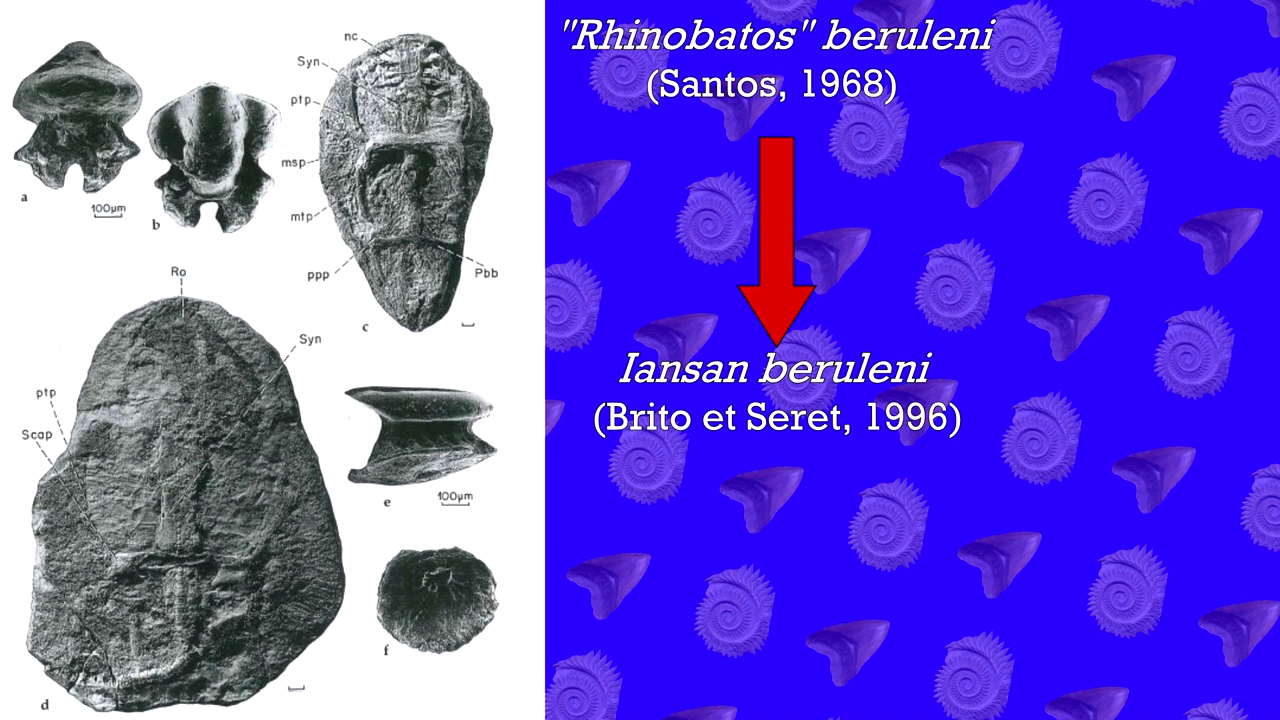 nc
Syn
ptp
msp
mtp
ppp
Pbb
a
100µm
b
c
Ro
Syn
ptp
Scap
e
100µm
f
d
"Rhinobatos" beruleni
(Santos, 1968)
Iansan beruleni
(Brito et Seret, 1996)